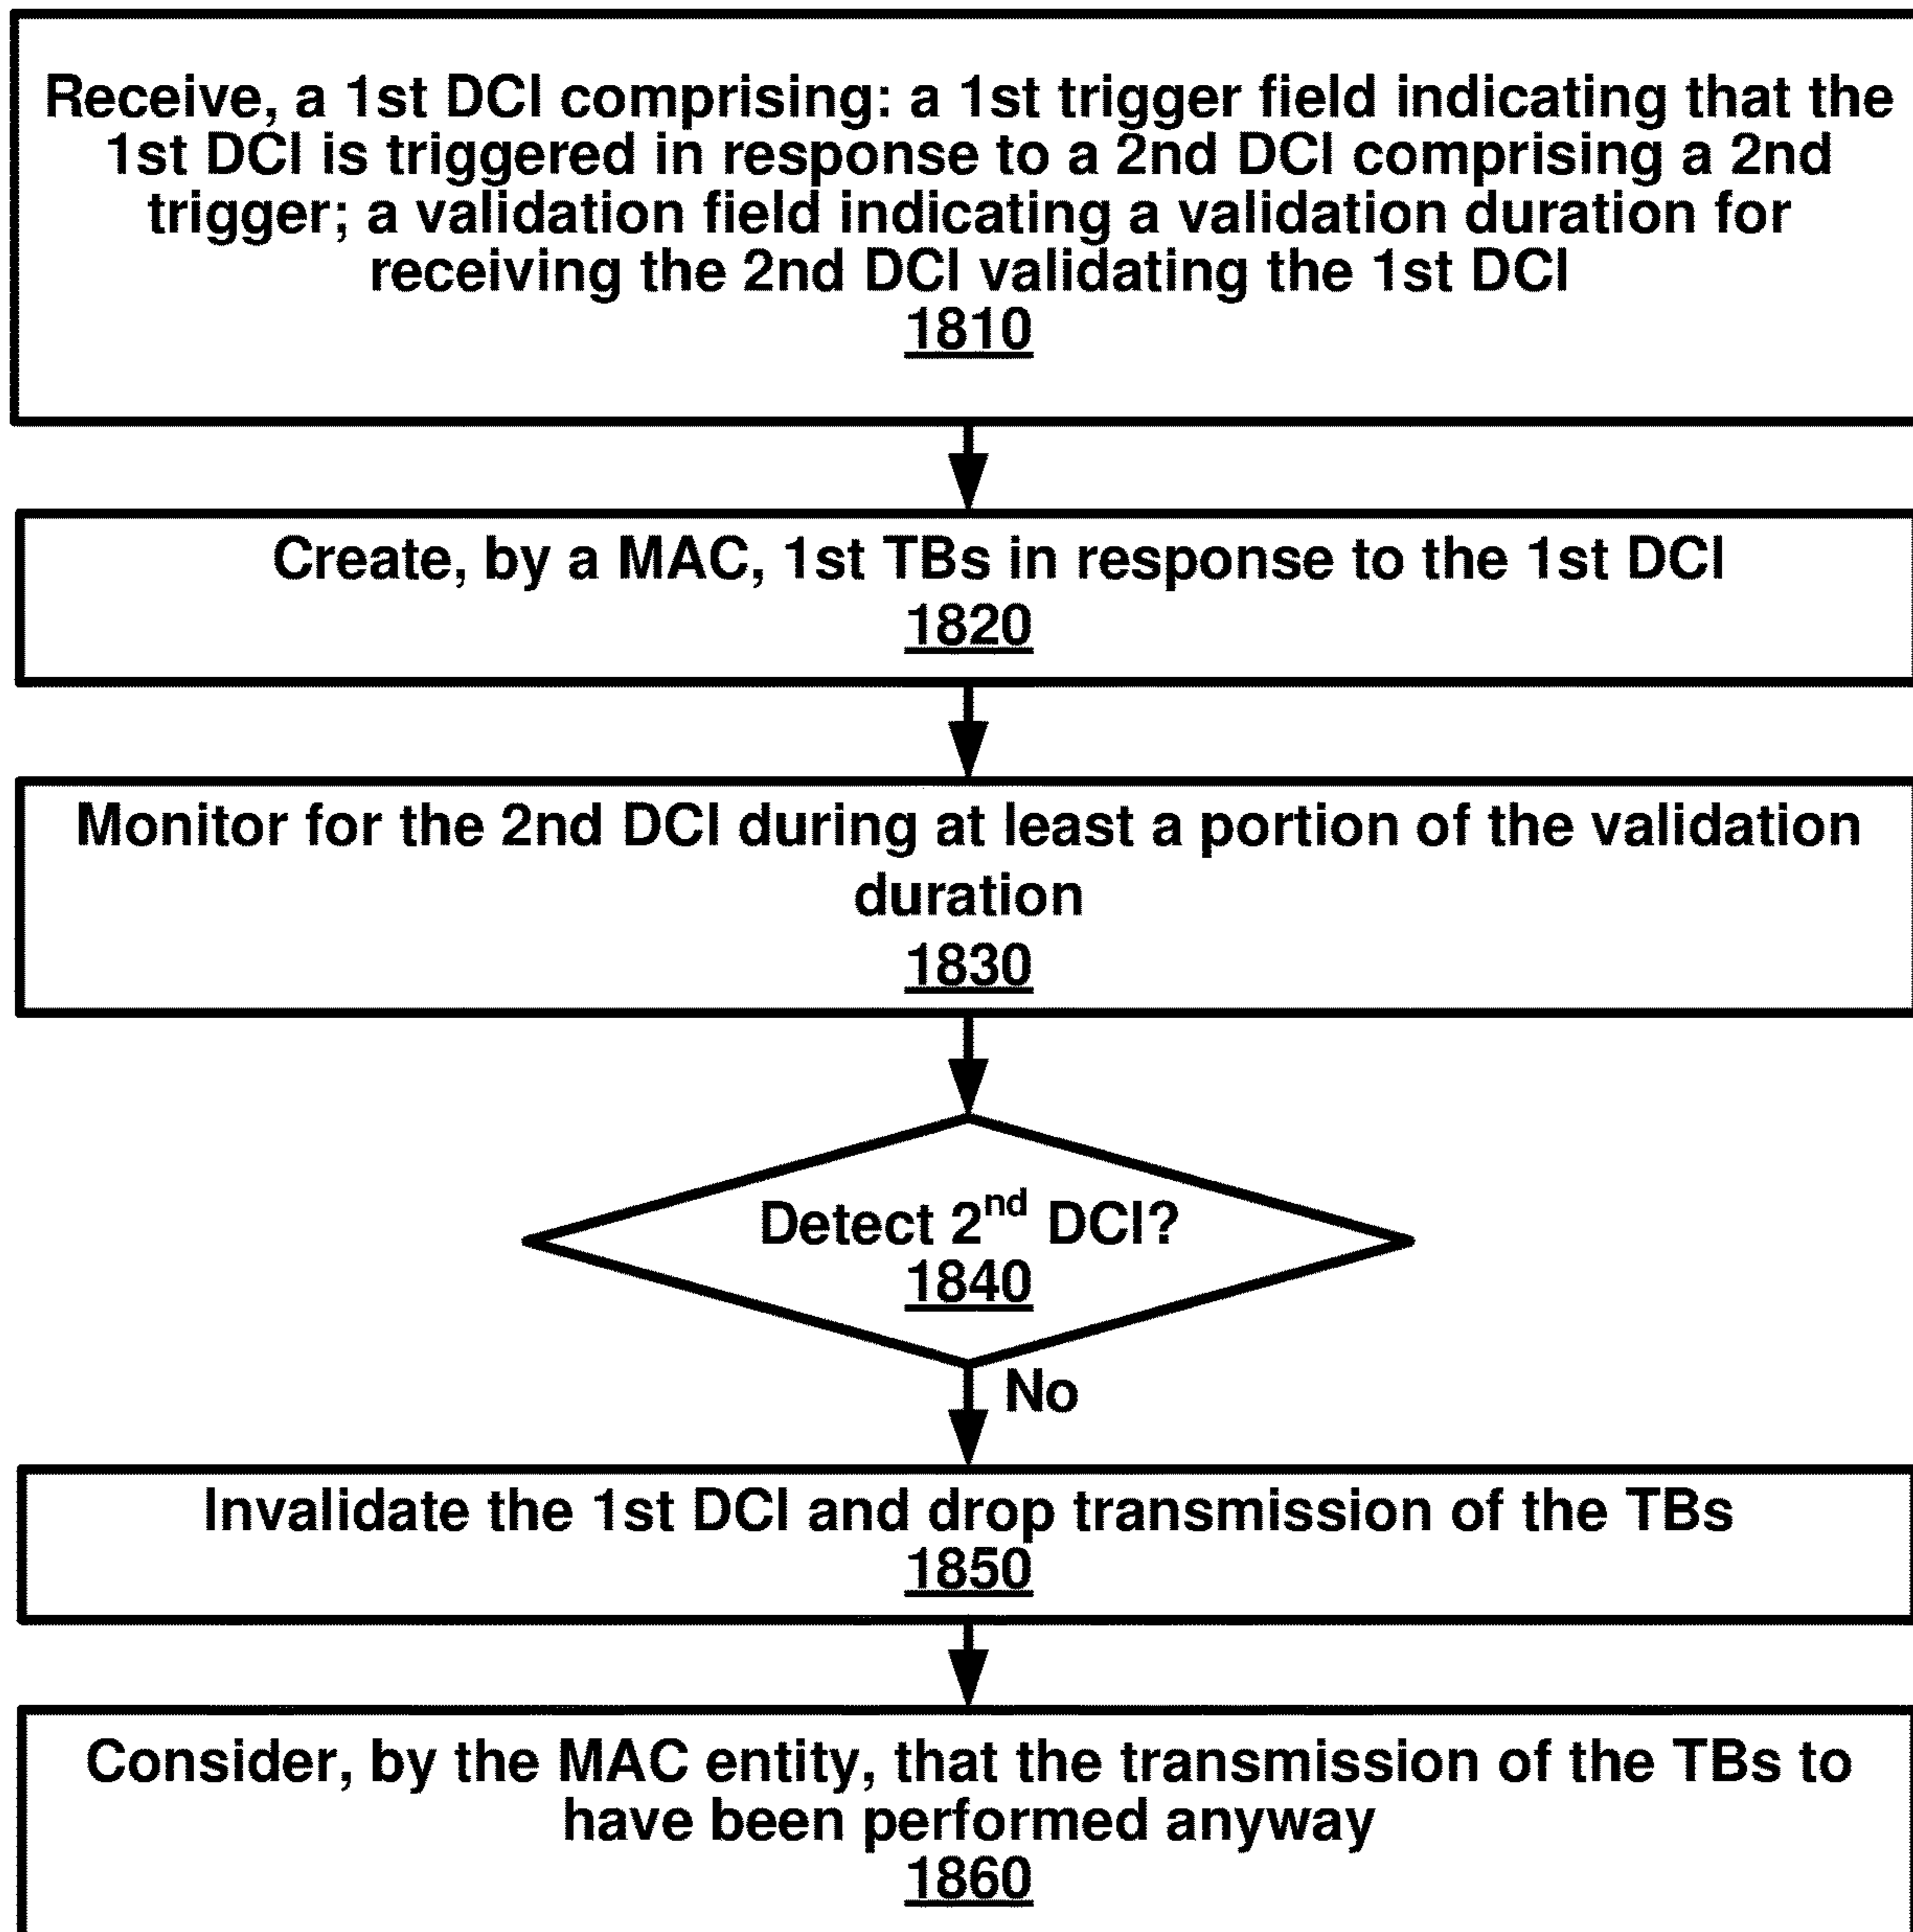 Receive, a 1st DCI comprising: a 1st trigger field indicating that the
1st DCI is triggered in response to a 2nd DCI comprising a 2nd
trigger; a validation field indicating a validation duration for
receiving the 2nd DCI validating the 1st DCI
1810
Create, by a MAC, 1st TBs in response to the 1st DCI
1820
Monitor for the 2nd DCI during at least a portion of the validation
duration
1830
Detect 2nd DCI?
1840
No
Invalidate the 1st DCI and drop transmission of the TBs
1850
Consider, by the MAC entity, that the transmission of the TBs to
have been performed anyway
1860